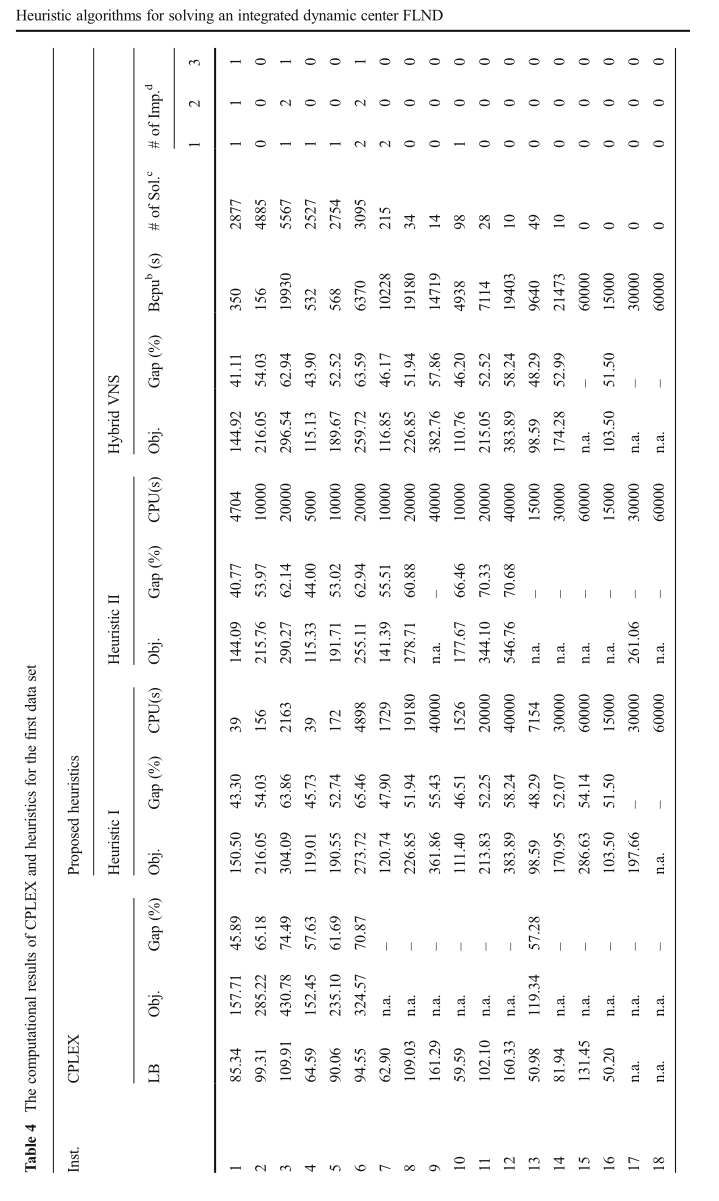 Heuristic algorithms for solving an integrated dynamic center FLND
Table 4 The computational results of CPLEX and heuristics for the first data set
Inst. CPLEX Proposed heuristics
Heuristic I Heuristic II Hybrid VNS
LB Obj. Gap (%) Obj. Gap (%) CPU(s) Obj. Gap (%) CPU(s) Obj. Gap (%) Bcpuᵇ (s) # of Sol.ᶜ # of Imp.ᵈ
1 2 3
1 85.34 157.71 45.89 150.50 43.30 39 144.09 40.77 4704 144.92 41.11 350 2877 1 1 1
2 99.31 285.22 65.18 216.05 54.03 156 215.76 53.97 10000 216.05 54.03 156 4885 0 0 0
3 109.91 430.78 74.49 304.09 63.86 2163 290.27 62.14 20000 296.54 62.94 19930 5567 1 2 1
4 64.59 152.45 57.63 119.01 45.73 39 115.33 44.00 5000 115.13 43.90 532 2527 1 0 0
5 90.06 235.10 61.69 190.55 52.74 172 191.71 53.02 10000 189.67 52.52 568 2754 1 0 0
6 94.55 324.57 70.87 273.72 65.46 4898 255.11 62.94 20000 259.72 63.59 6370 3095 2 2 1
7 62.90 n.a. – 120.74 47.90 1729 141.39 55.51 10000 116.85 46.17 10228 215 2 0 0
8 109.03 n.a. – 226.85 51.94 19180 278.71 60.88 20000 226.85 51.94 19180 34 0 0 0
9 161.29 n.a. – 361.86 55.43 40000 n.a. – 40000 382.76 57.86 14719 14 0 0 0
10 59.59 n.a. – 111.40 46.51 1526 177.67 66.46 10000 110.76 46.20 4938 98 1 0 0
11 102.10 n.a. – 213.83 52.25 20000 344.10 70.33 20000 215.05 52.52 7114 28 0 0 0
12 160.33 n.a. – 383.89 58.24 40000 546.76 70.68 40000 383.89 58.24 19403 10 0 0 0
13 50.98 119.34 57.28 98.59 48.29 7154 n.a. – 15000 98.59 48.29 9640 49 0 0 0
14 81.94 n.a. – 170.95 52.07 30000 n.a. – 30000 174.28 52.99 21473 10 0 0 0
15 131.45 n.a. – 286.63 54.14 60000 n.a. – 60000 n.a. – 60000 0 0 0 0
16 50.20 n.a. – 103.50 51.50 15000 n.a. – 15000 103.50 51.50 15000 0 0 0 0
17 n.a. n.a. – 197.66 – 30000 261.06 – 30000 n.a. – 30000 0 0 0 0
18 n.a. n.a. – n.a. – 60000 n.a. – 60000 n.a. – 60000 0 0 0 0